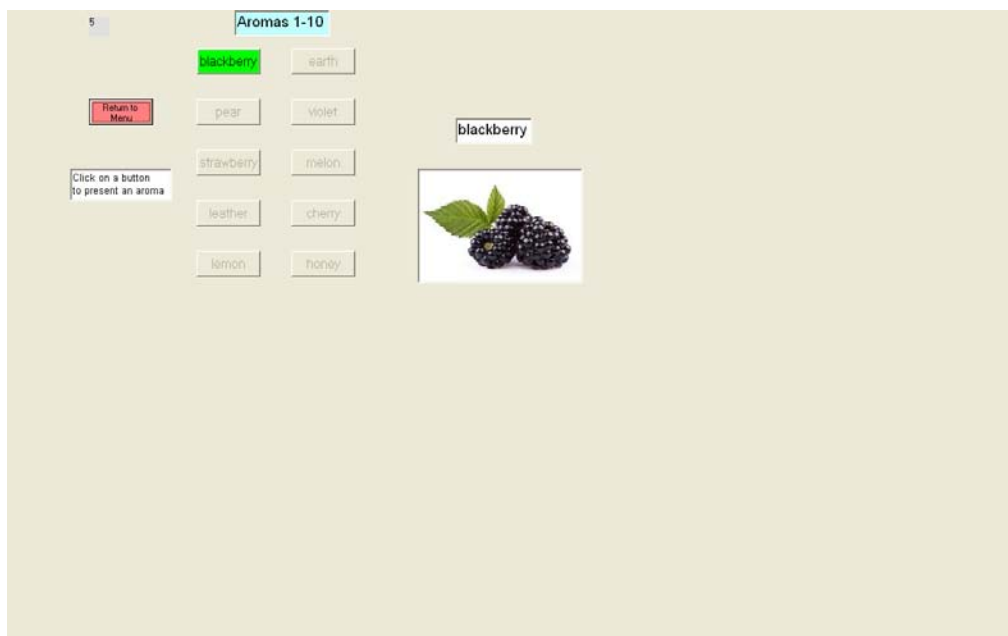 5
Aromas 1-10
blackberry
earth
Return to
Menu
pear
violet
blackberry
strawberry
melon
Click on a button
to present an aroma
leather
cherry
lemon
honey